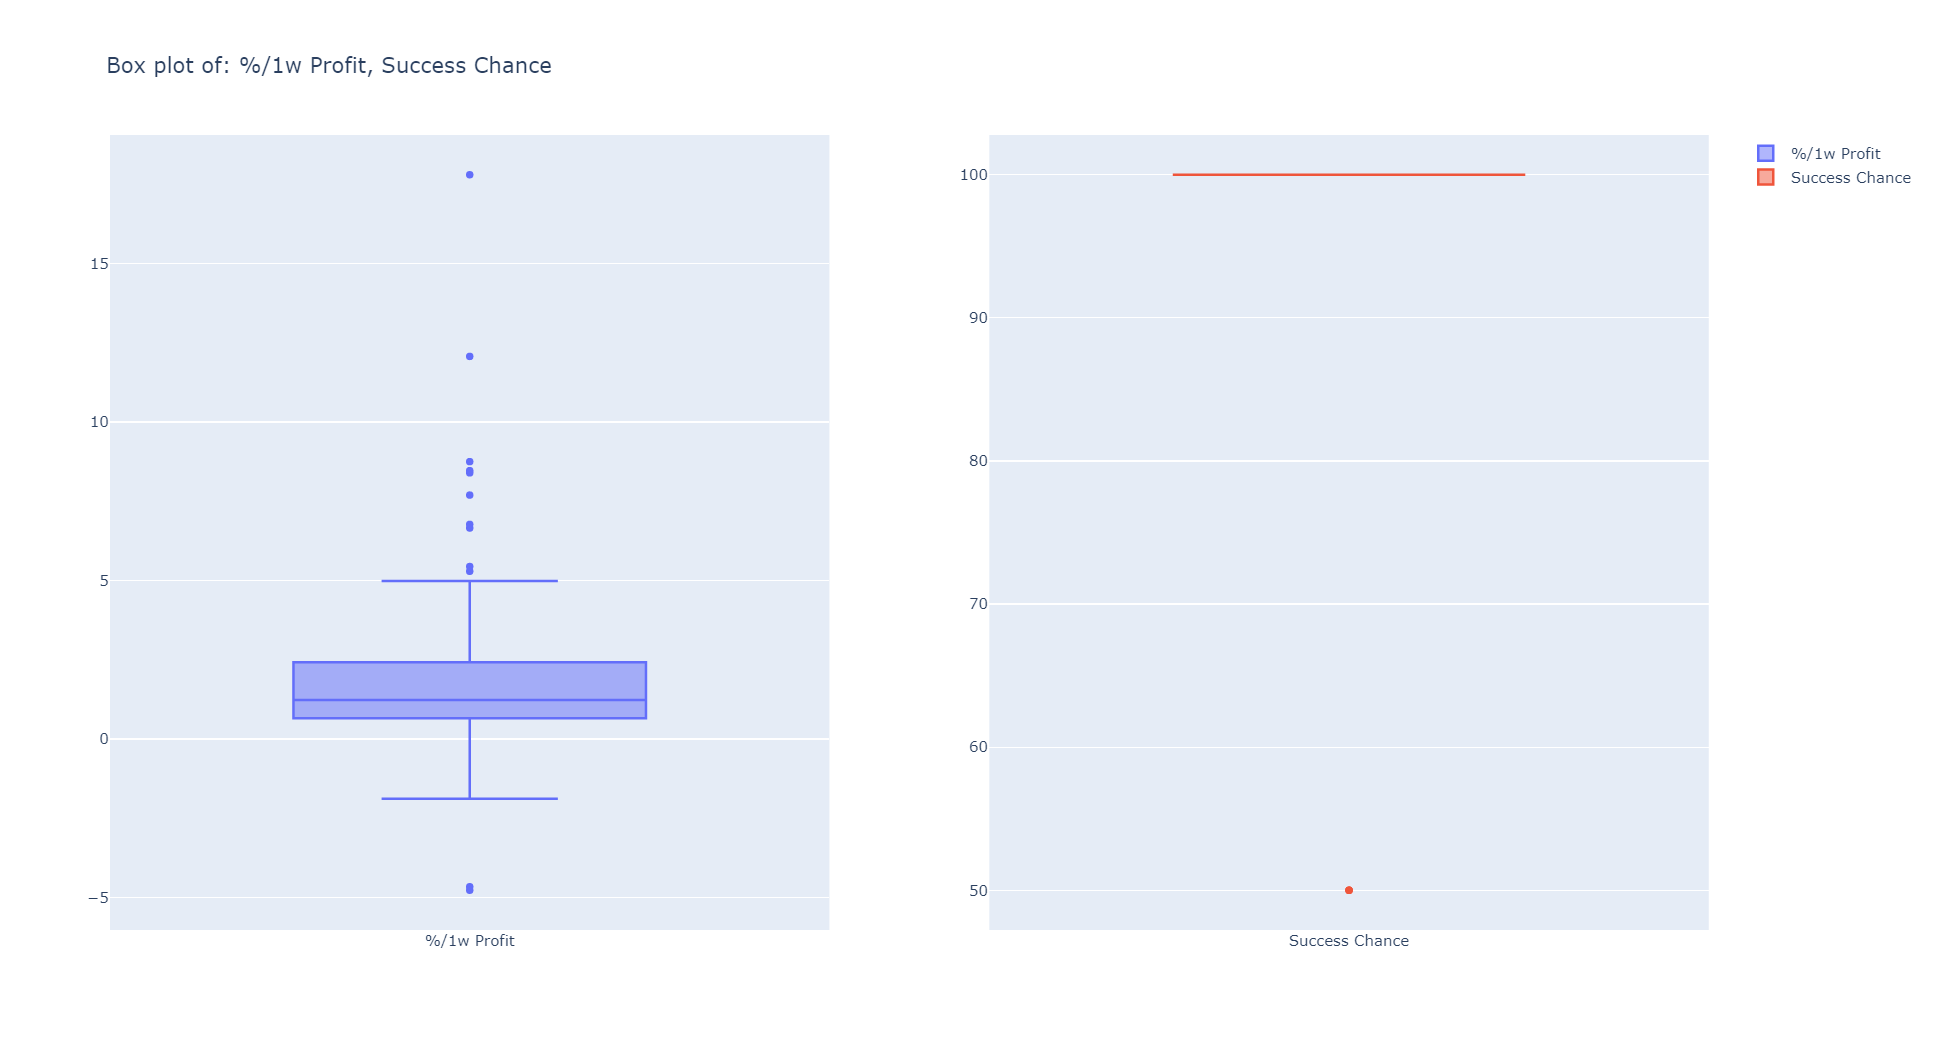 Box plot of: %/1w Profit, Success Chance
15
10
5
0
−5
%/1w Profit
100
90
80
70
60
50
Success Chance
%/1w Profit
Success Chance